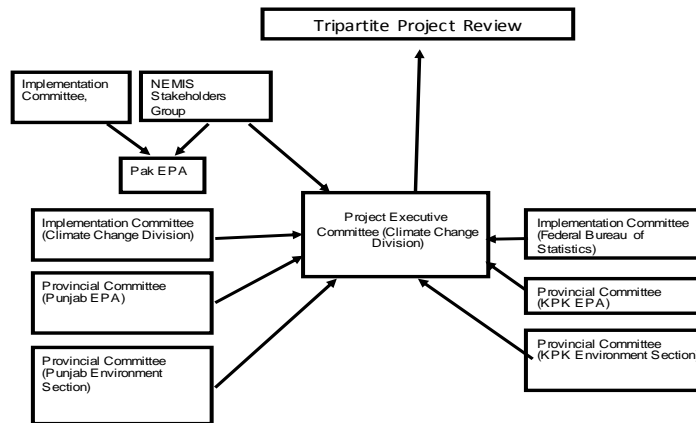 Tripartite Project Review
Implementation
Committee,
NEMIS
Stakeholders
Group
Pak EPA
Implementation Committee
(Climate Change Division)
Project Executive
Committee (Climate Change
Division)
Implementation Committee
(Federal Bureau of
Statistics)
Provincial Committee
(Punjab EPA)
Provincial Committee
(KPK EPA)
Provincial Committee
(Punjab Environment
Section)
Provincial Committee
(KPK Environment Section